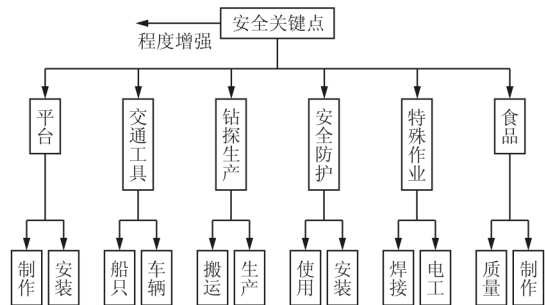 安全关键点
程度增强
平台
交通工具
钻探生产
安全防护
特殊作业
食品
制作
安装
船只
车辆
搬运
生产
使用
安装
焊接
电工
质量
制作